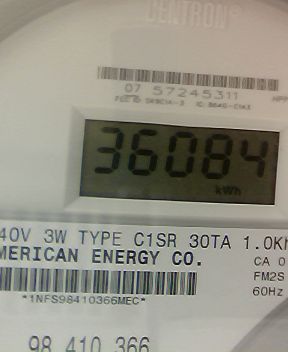 CENTRON®
07 57245311
36084
kWh
40V 3W TYPE C1SR 30TA 1.0Kh
MERICAN ENERGY CO.
CA 0
FM2S
60Hz
*1NFS98410366MEC*
98 410 366